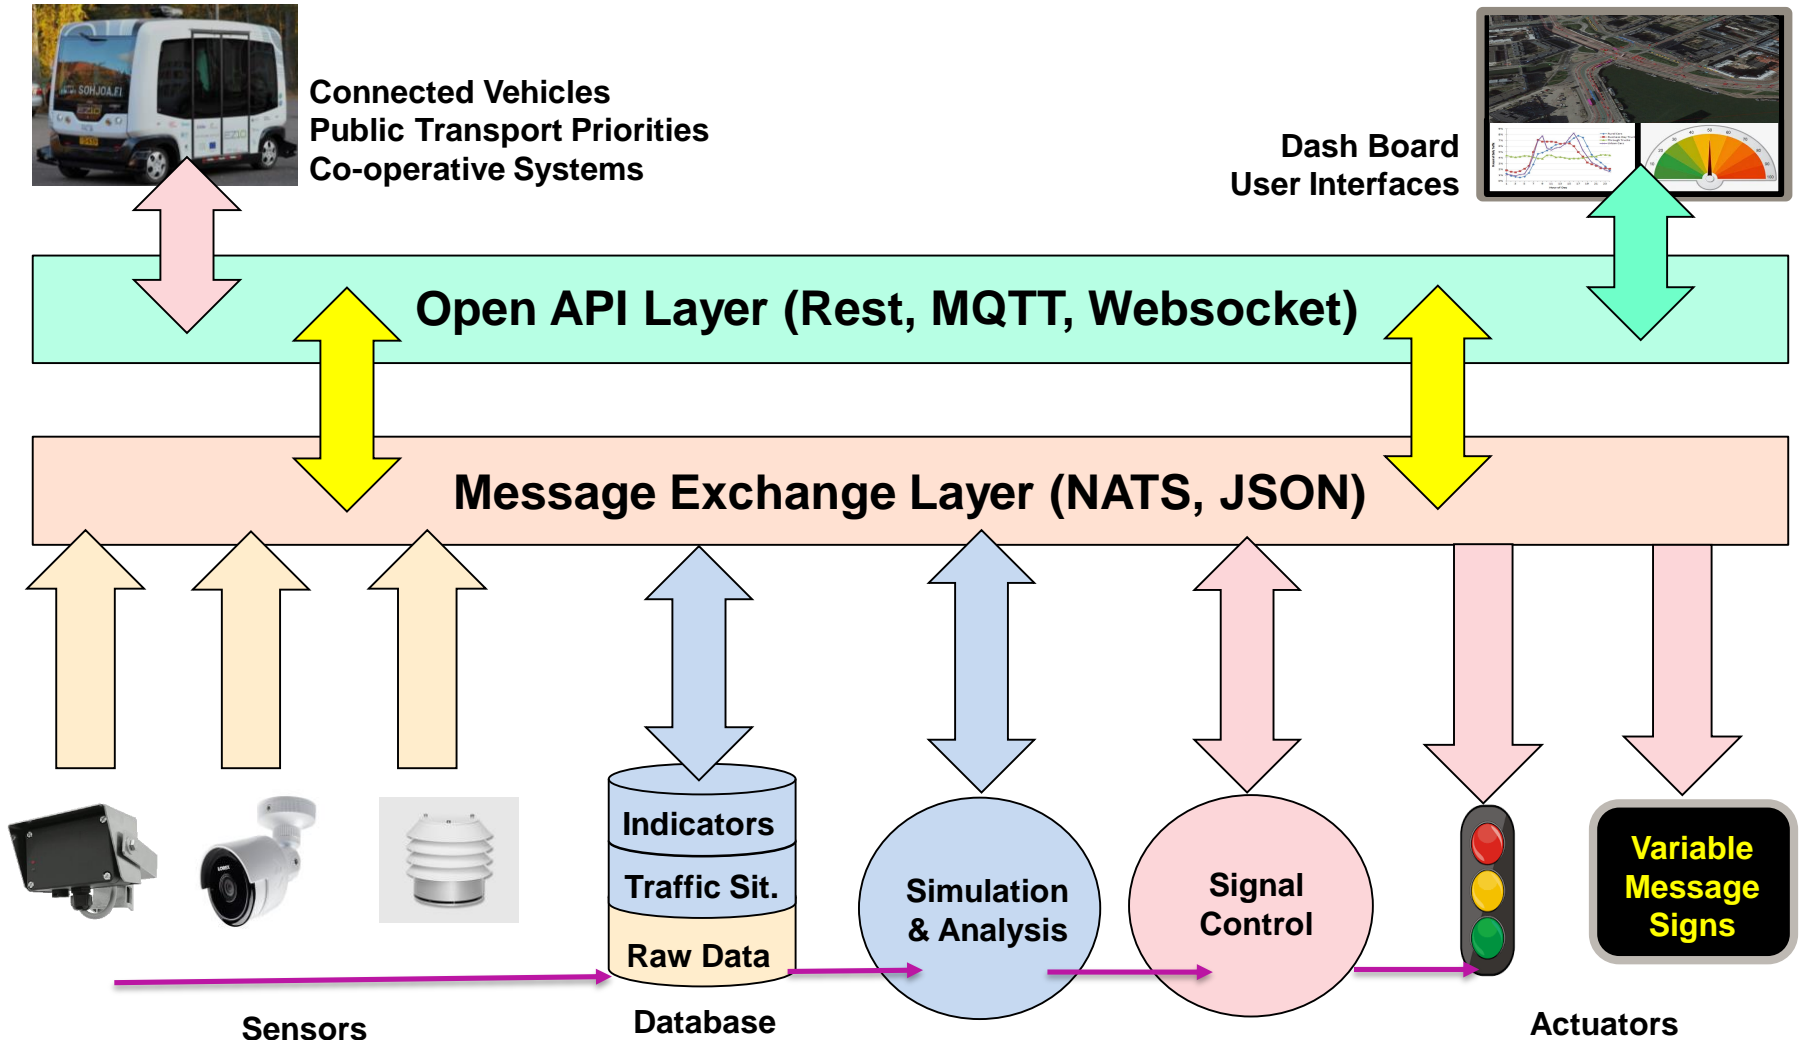 SOHJOA.FI
Connected Vehicles
Public Transport Priorities
Co-operative Systems
Dash Board
User Interfaces
Open API Layer (Rest, MQTT, Websocket)
Message Exchange Layer (NATS, JSON)
Indicators
Traffic Sit.
Raw Data
Simulation
& Analysis
Signal
Control
Variable
Message
Signs
Sensors
Database
Actuators